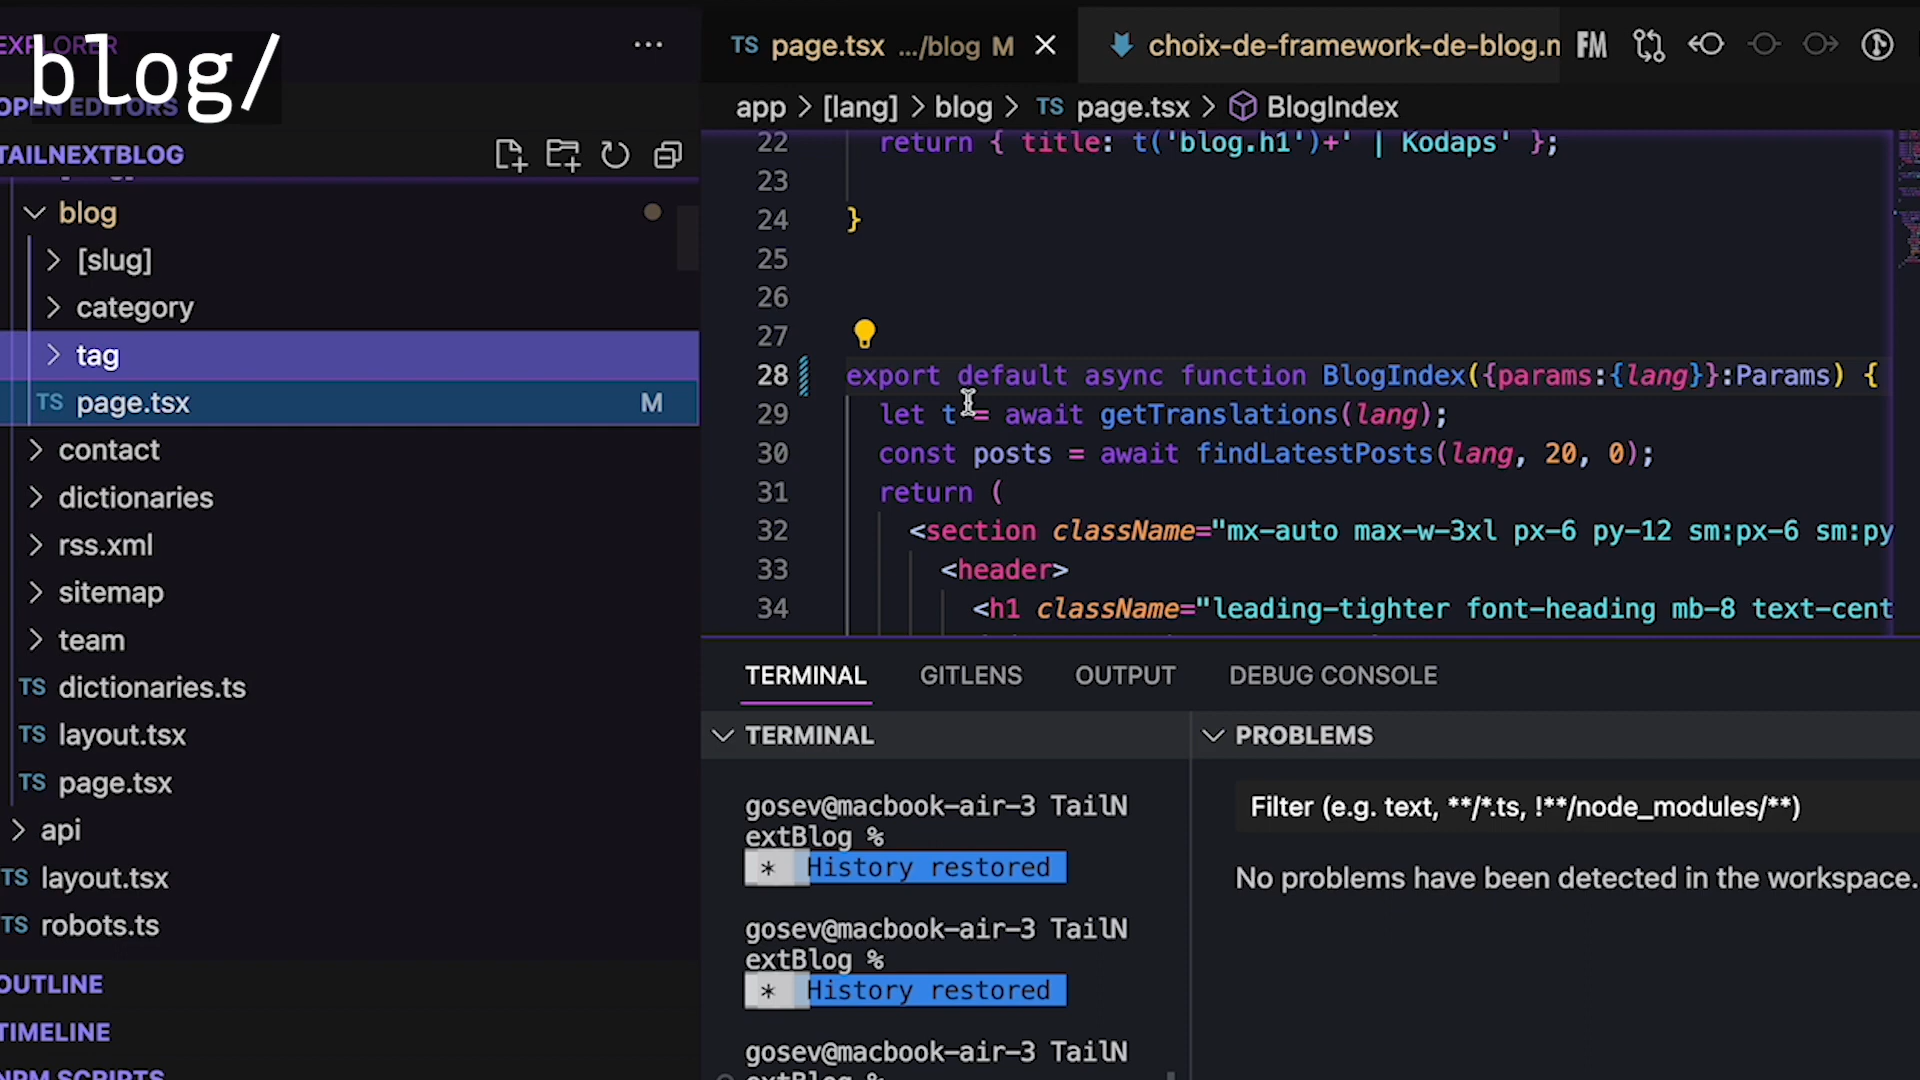 EXPLORER
blog/
OPEN EDITORS
TAILNEXTBLOG
blog
[slug]
category
tag
TS page.tsx M
contact
dictionaries
rss.xml
sitemap
team
TS dictionaries.ts
TS layout.tsx
TS page.tsx
api
TS layout.tsx
TS robots.ts
OUTLINE
TIMELINE
NPM SCRIPTS
TS page.tsx .../blog M
choix-de-framework-de-blog.n
FM
app > [lang] > blog > TS page.tsx > BlogIndex
22 return { title: t('blog.h1')+' | Kodaps' };
23
24 }
25
26
27
28 export default async function BlogIndex({params:{lang}}:Params) {
29 let t = await getTranslations(lang);
30 const posts = await findLatestPosts(lang, 20, 0);
31 return (
32 <section className="mx-auto max-w-3xl px-6 py-12 sm:px-6 sm:py
33 <header>
34 <h1 className="leading-tighter font-heading mb-8 text-cent
TERMINAL GITLENS OUTPUT DEBUG CONSOLE
TERMINAL
gosev@macbook-air-3 TailN
extBlog %
* History restored
gosev@macbook-air-3 TailN
extBlog %
* History restored
gosev@macbook-air-3 TailN
extBlog %
PROBLEMS
Filter (e.g. text, **/*.ts, !**/node_modules/**)
No problems have been detected in the workspace.